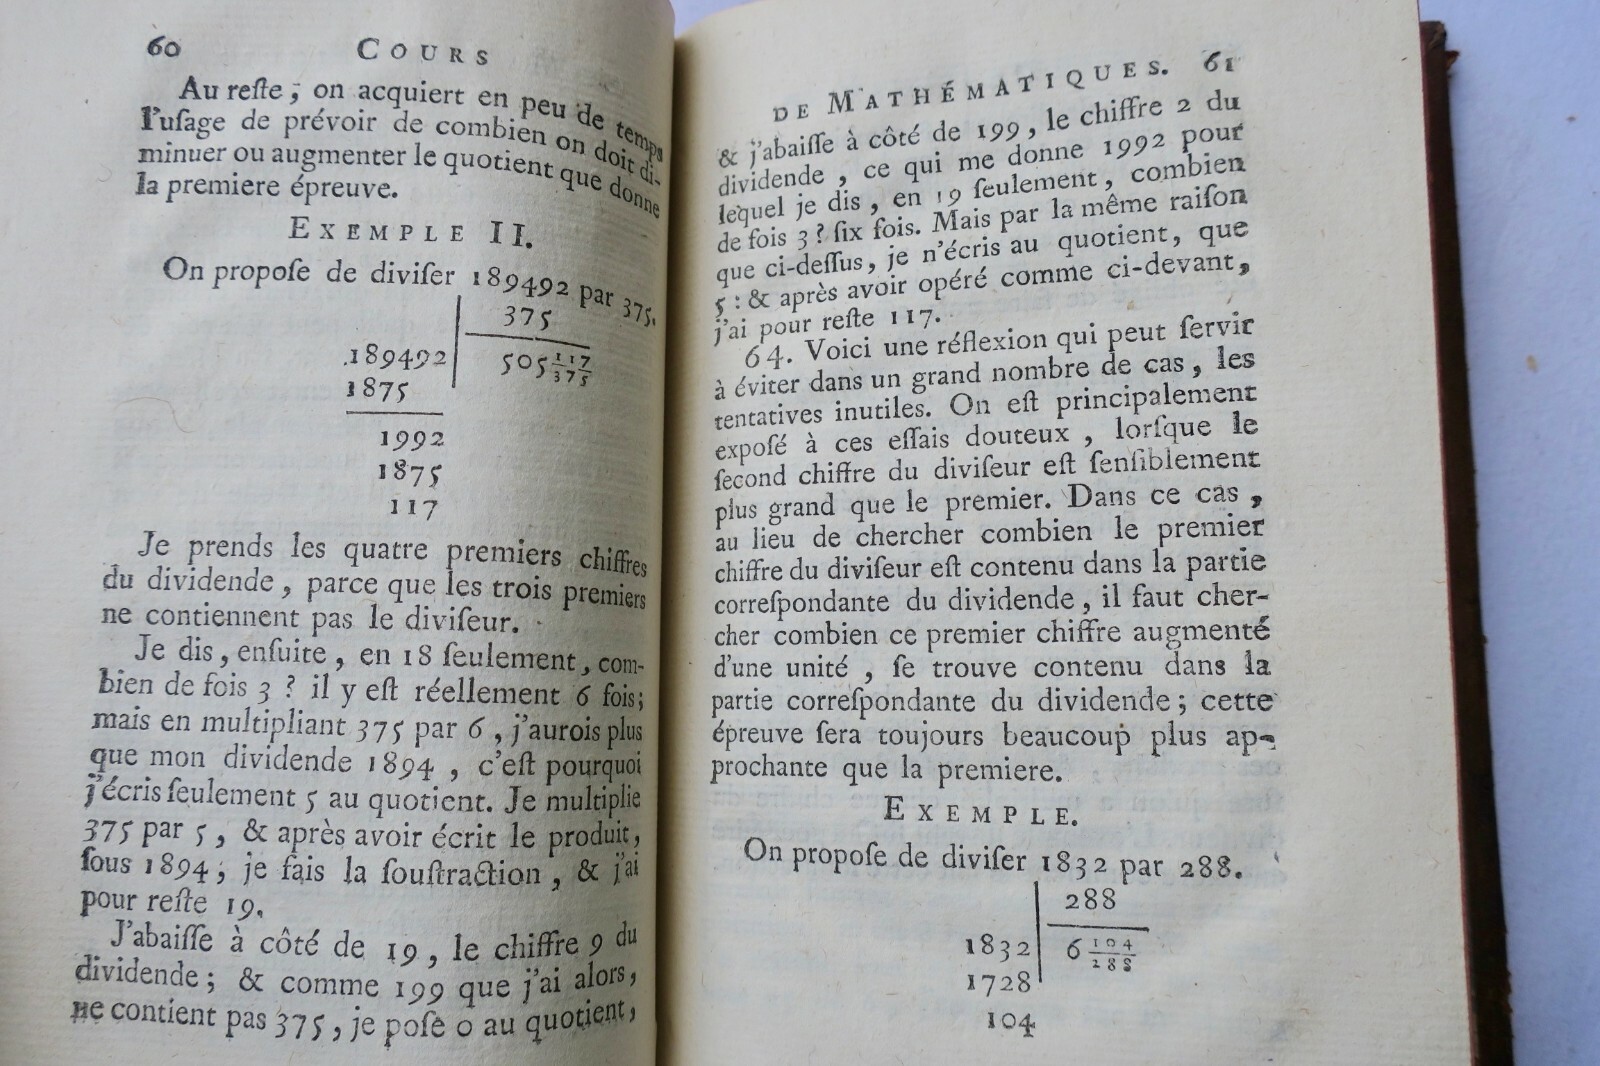 60 COURS
Au reſte, on acquiert en peu de temps
l'uſage de prévoir de combien on doit di-
minuer ou augmenter le quotient que donne
la premiere épreuve.
EXEMPLE II.
On propoſe de diviſer 189492 par 375.
375
189492 505 117/375
1875
1992
1875
117
Je prends les quatre premiers chiffres
du dividende, parce que les trois premiers
ne contiennent pas le diviſeur.
Je dis, enſuite, en 18 ſeulement, com-
bien de fois 3 ? il y eſt réellement 6 fois;
mais en multipliant 375 par 6, j'aurois plus
que mon dividende 1894, c'eſt pourquoi
j'écris ſeulement 5 au quotient. Je multiplie
375 par 5, & après avoir écrit le produit,
ſous 1894; je fais la ſouſtraction, & j'ai
pour reſte 19.
J'abaiſſe à côté de 19, le chiffre 9 du
dividende; & comme 199 que j'ai alors,
ne contient pas 375, je poſe 0 au quotient,
DE MATHÉMATIQUES. 61
& j'abaiſſe à côté de 199, le chiffre 2 du
dividende, ce qui me donne 1992 pour
lequel je dis, en 19 ſeulement, combien
de fois 3 ? ſix fois. Mais par la même raiſon
que ci-deſſus, je n'écris au quotient, que
5 : & après avoir opéré comme ci-devant,
j'ai pour reſte 117.
64. Voici une réflexion qui peut ſervir
à éviter dans un grand nombre de cas, les
tentatives inutiles. On eſt principalement
expoſé à ces eſſais douteux, lorſque le
ſecond chiffre du diviſeur eſt ſenſiblement
plus grand que le premier. Dans ce cas,
au lieu de chercher combien le premier
chiffre du diviſeur eſt contenu dans la partie
correſpondante du dividende, il faut cher-
cher combien ce premier chiffre augmenté
d'une unité, ſe trouve contenu dans la
partie correſpondante du dividende; cette
épreuve ſera toujours beaucoup plus ap-
prochante que la premiere.
EXEMPLE.
On propoſe de diviſer 1832 par 288.
288
1832 6 104/288
1728
104